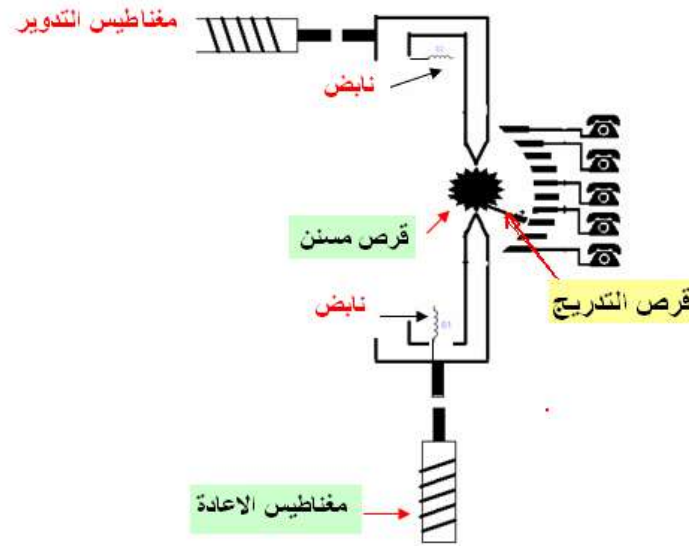 مغناطيس التدوير
نابض
قرص مسنن
قرص التدريج
نابض
مغناطيس الاعادة